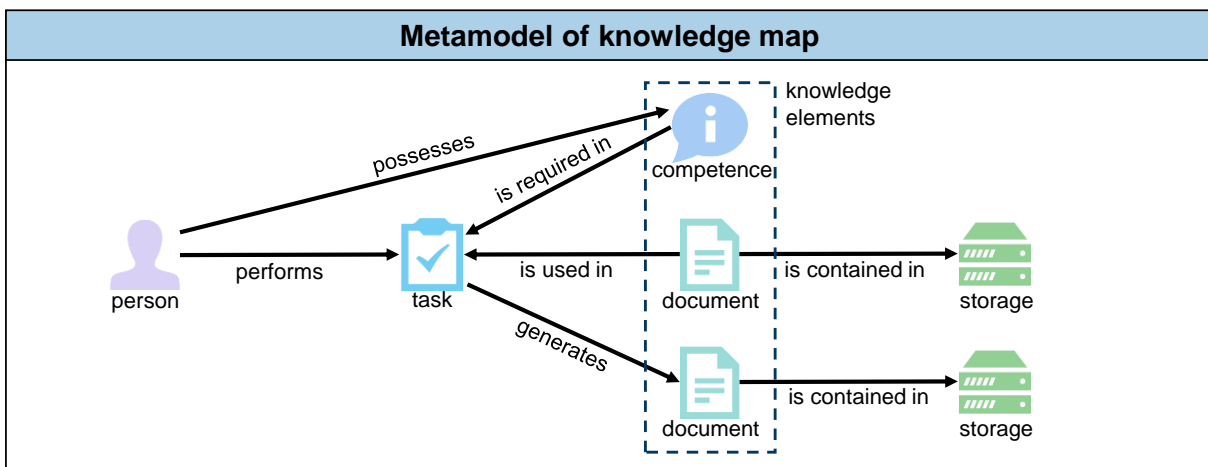 Metamodel of knowledge map
knowledge
elements
possesses
is required in
competence
performs
is used in
is contained in
person
task
document
storage
generates
is contained in
document
storage